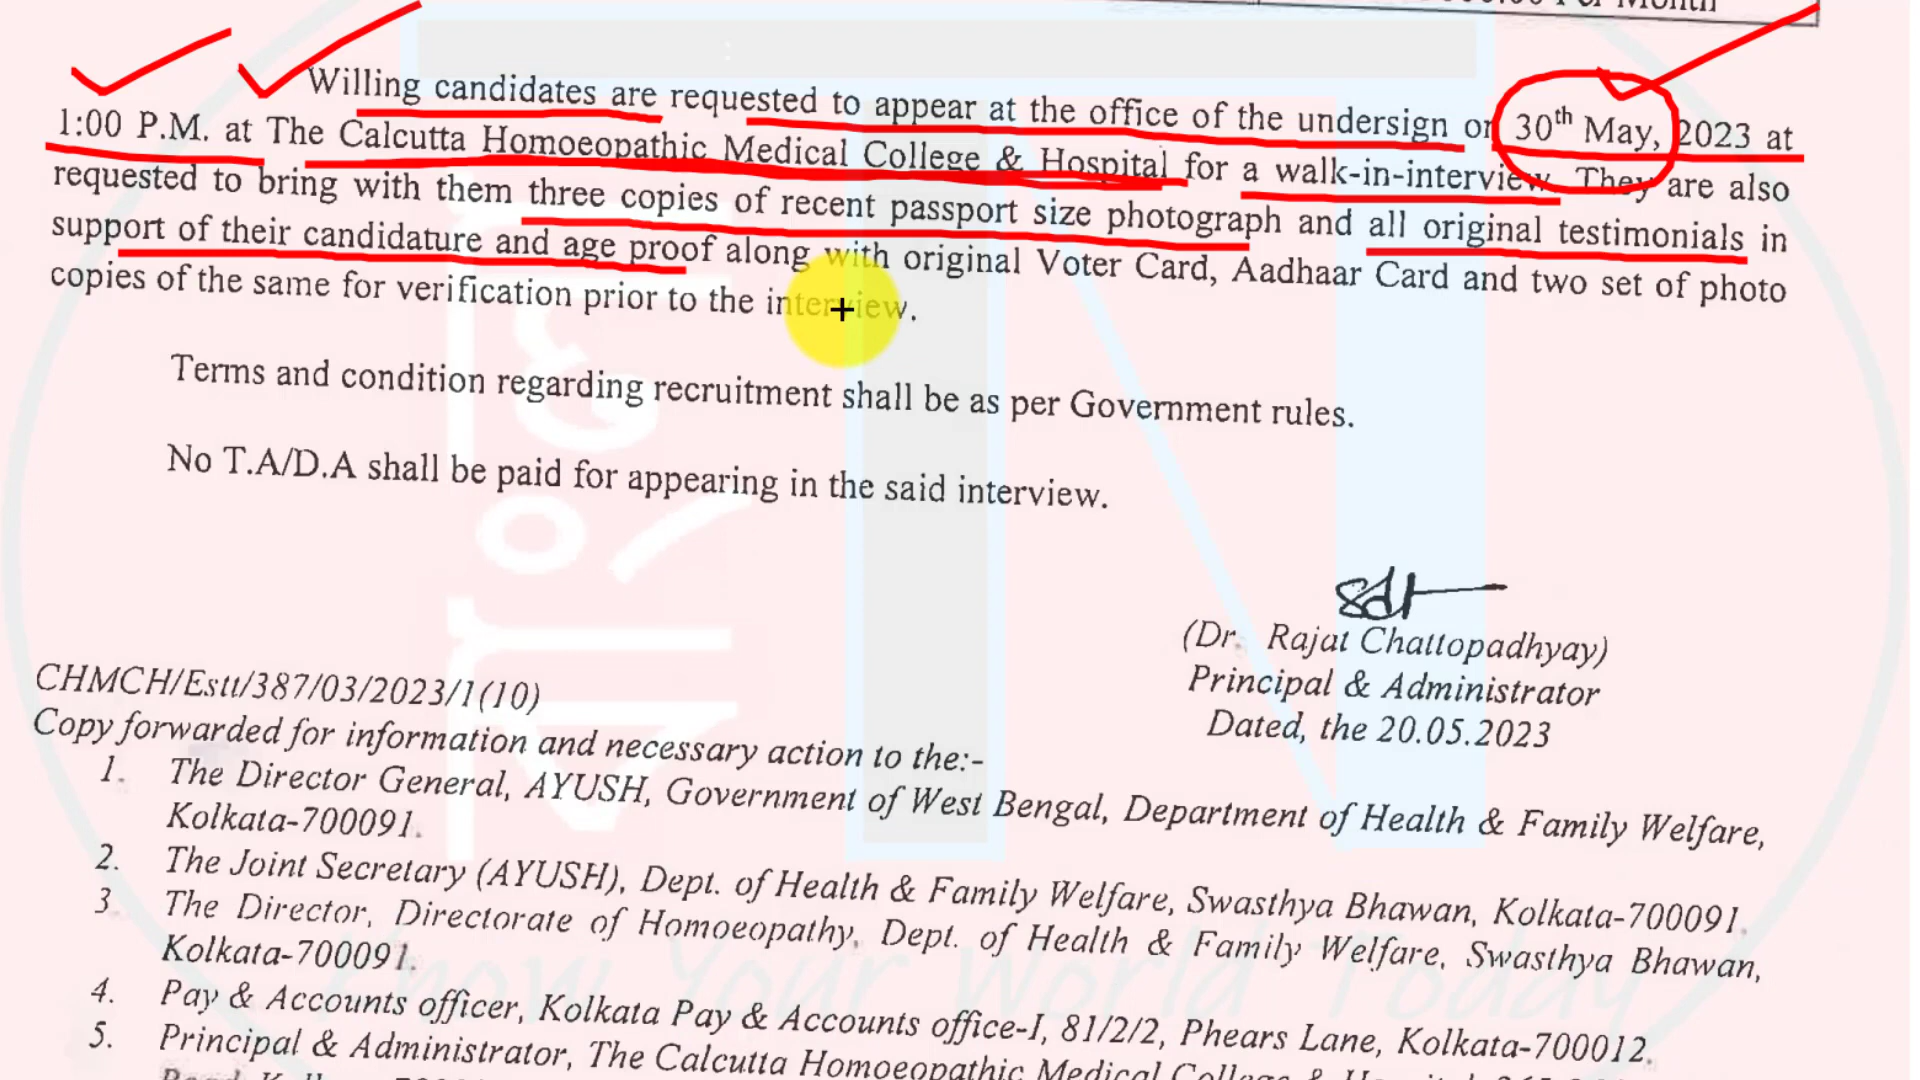 Per Month
Willing candidates are requested to appear at the office of the undersign on 30th May, 2023 at
1:00 P.M. at The Calcutta Homoeopathic Medical College & Hospital for a walk-in-interview. They are also
requested to bring with them three copies of recent passport size photograph and all original testimonials in
support of their candidature and age proof along with original Voter Card, Aadhaar Card and two set of photo
copies of the same for verification prior to the interview.
Terms and condition regarding recruitment shall be as per Government rules.
No T.A/D.A shall be paid for appearing in the said interview.
Sd/-
(Dr. Rajat Chattopadhyay)
Principal & Administrator
Dated, the 20.05.2023
CHMCH/Estt/387/03/2023/1(10)
Copy forwarded for information and necessary action to the:-
1. The Director General, AYUSH, Government of West Bengal, Department of Health & Family Welfare,
Kolkata-700091.
2. The Joint Secretary (AYUSH), Dept. of Health & Family Welfare, Swasthya Bhawan, Kolkata-700091.
3. The Director, Directorate of Homoeopathy, Dept. of Health & Family Welfare, Swasthya Bhawan,
Kolkata-700091.
4. Pay & Accounts officer, Kolkata Pay & Accounts office-I, 81/2/2, Phears Lane, Kolkata-700012.
5. Principal & Administrator, The Calcutta Homoeopathic Medical College & Hospital
বাংলা
Know Your World Today